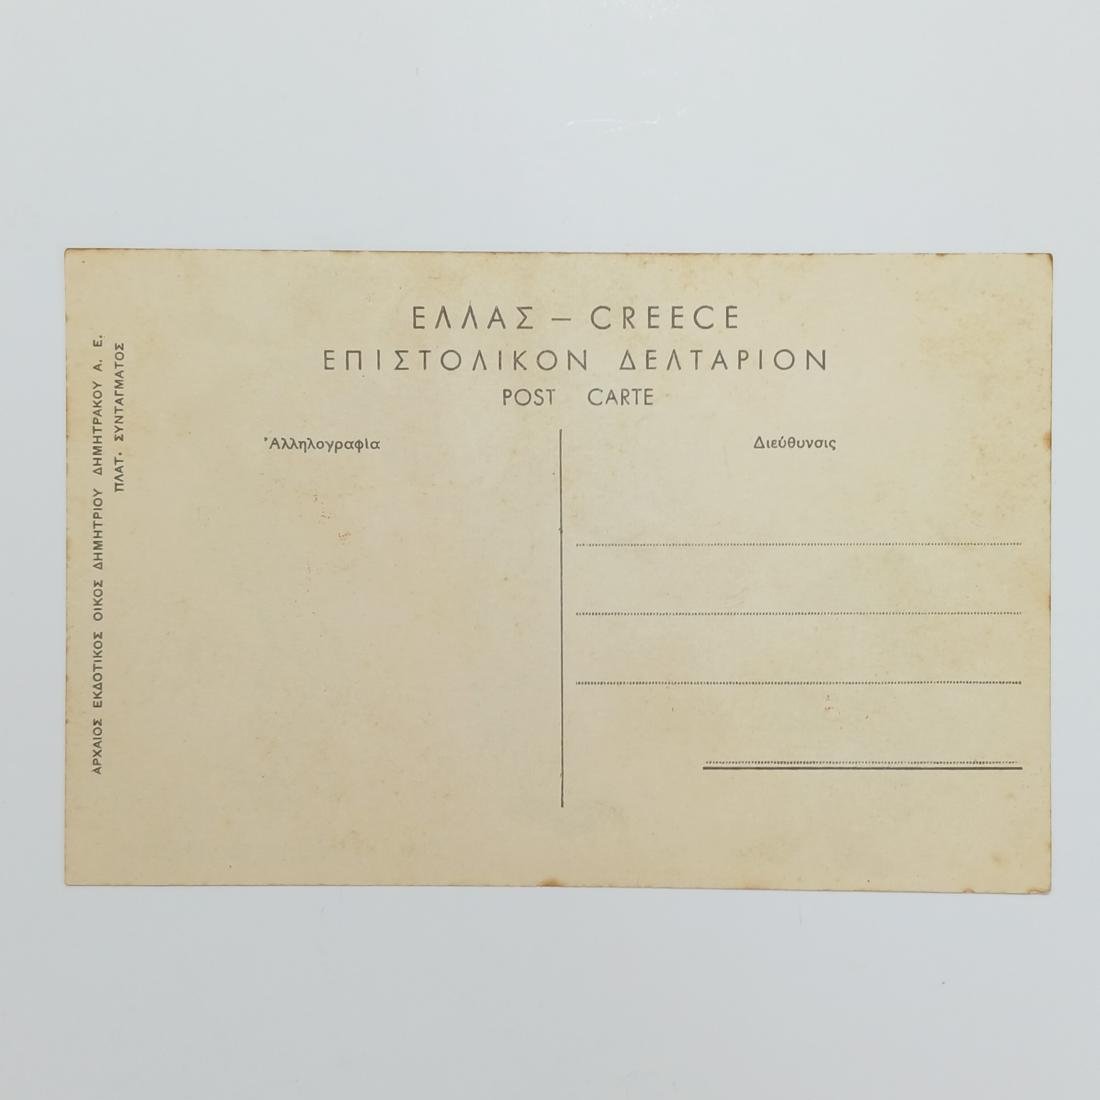 ΕΛΛΑΣ — CREECE
ΕΠΙΣΤΟΛΙΚΟΝ ΔΕΛΤΑΡΙΟΝ
POST CARTE
Ἀλληλογραφία
Διεύθυνσις
ΑΡΧΑΙΟΣ ΕΚΔΟΤΙΚΟΣ ΟΙΚΟΣ ΔΗΜΗΤΡΙΟΥ ΔΗΜΗΤΡΑΚΟΥ Α. Ε.
ΠΛΑΤ. ΣΥΝΤΑΓΜΑΤΟΣ